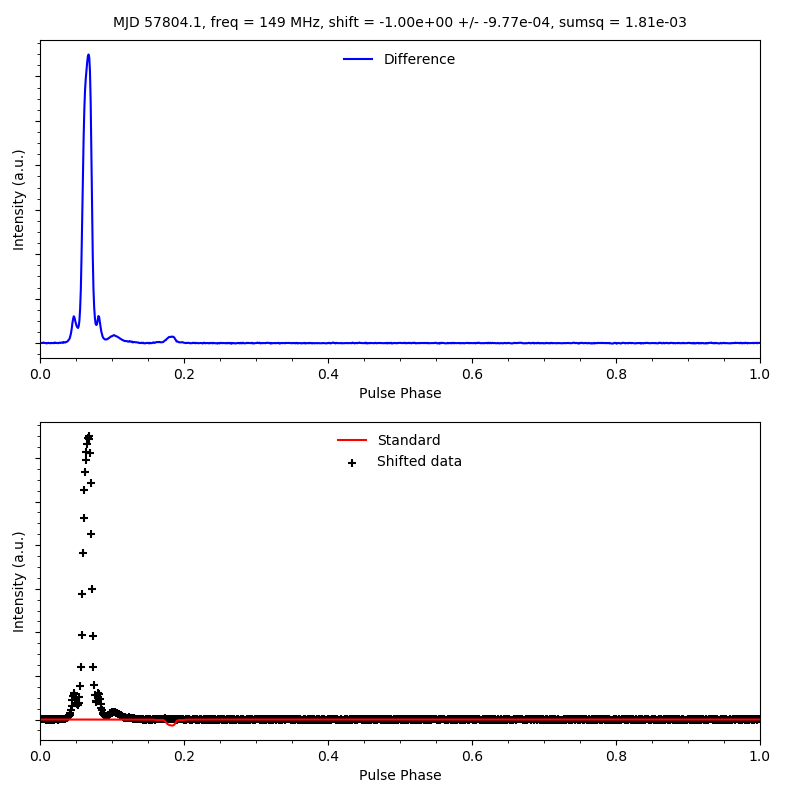 MJD 57804.1, freq = 149 MHz, shift = -1.00e+00 +/- -9.77e-04, sumsq = 1.81e-03
Difference
Intensity (a.u.)
0.0 0.2 0.4 0.6 0.8 1.0
Pulse Phase
Standard
Shifted data
Intensity (a.u.)
0.0 0.2 0.4 0.6 0.8 1.0
Pulse Phase